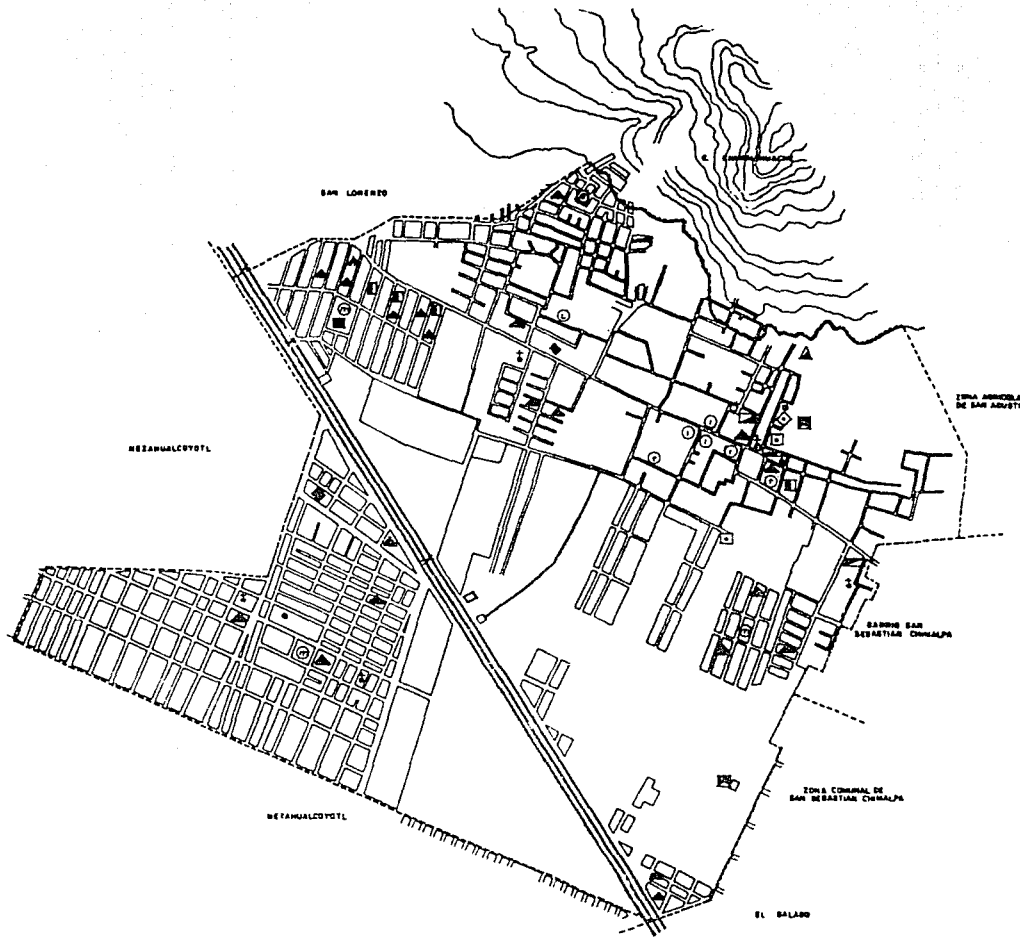 SAN LORENZO
ZONA AGRICOLA
DE SAN AGUST
NEZAHUALCOYOTL
BARRIO SAN
SEBASTIAN CHIMALPA
ZONA COMUNAL DE
SAN SEBASTIAN CHIMALPA
NEZAHUALCOYOTL
EL SALADO